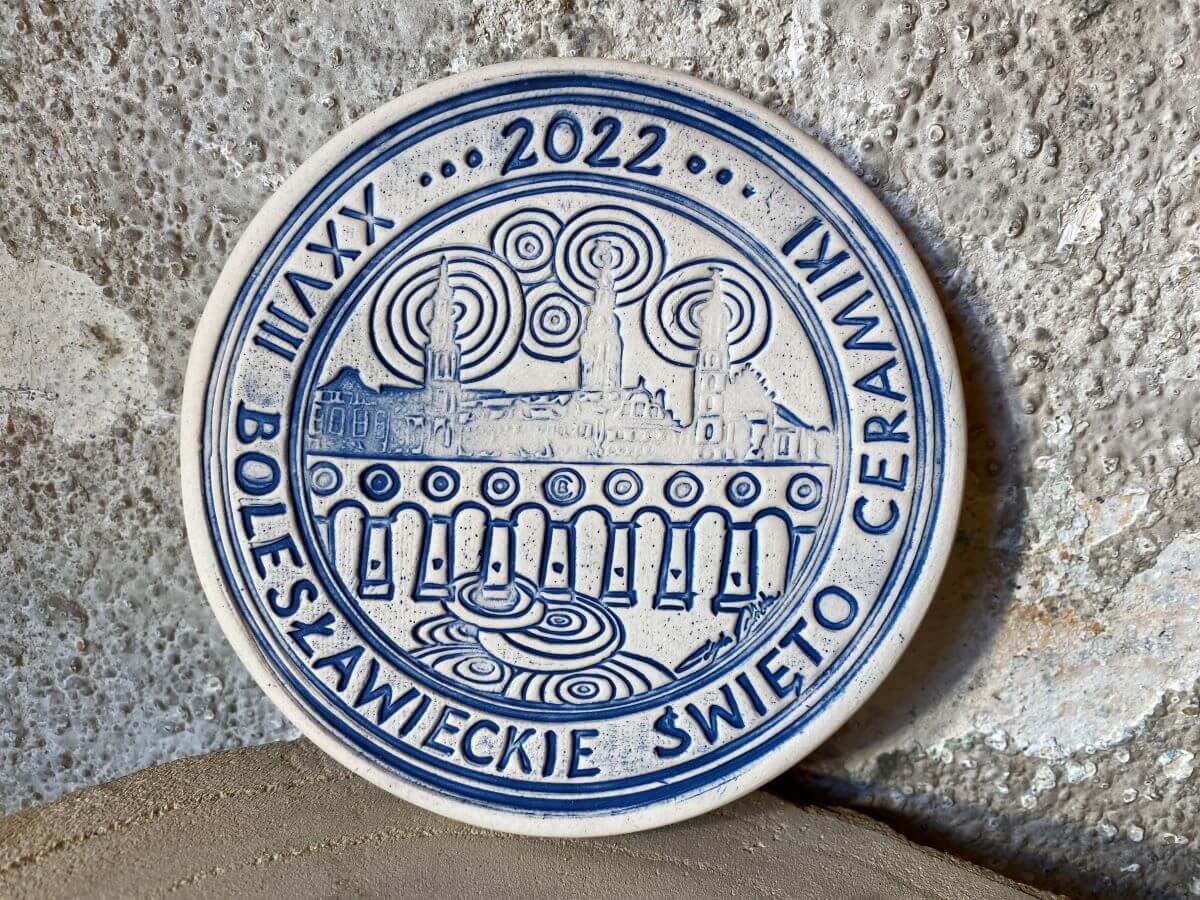 XXVIII BOLESŁAWIECKIE ŚWIĘTO CERAMIKI
...2022...